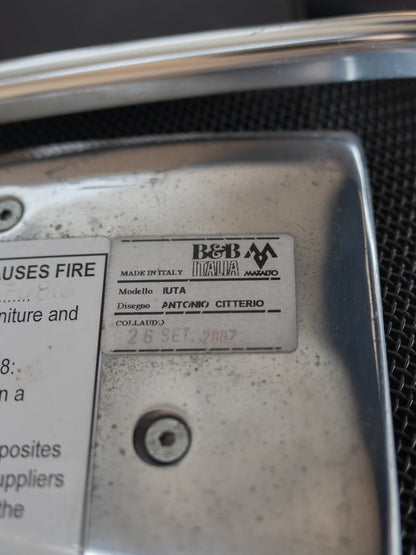 AUSES FIRE
niture and
8:
n a
posites
uppliers
the
B&B
ITALIA MAXALTO
MADE IN ITALY
Modello IUTA
Disegno ANTONIO CITTERIO
COLLAUDO
26 SET. 2007